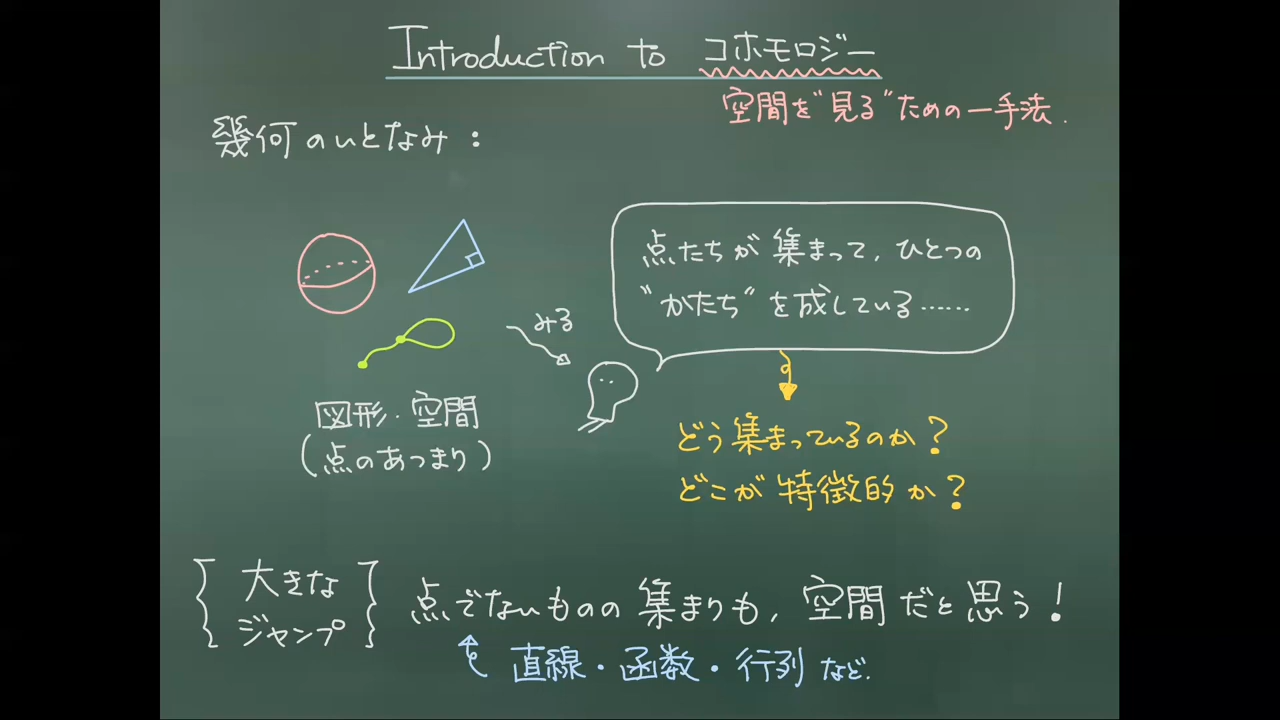 Introduction to コホモロジー
空間を"見る"ための一手法.
幾何のいとなみ:
点たちが集まって, ひとつの
"かたち"を成している……
みる
図形・空間
(点のあつまり)
どう集まっているのか?
どこが特徴的か?
{大きなジャンプ} 点でないものの集まりも, 空間だと思う!
直線・函数・行列など.